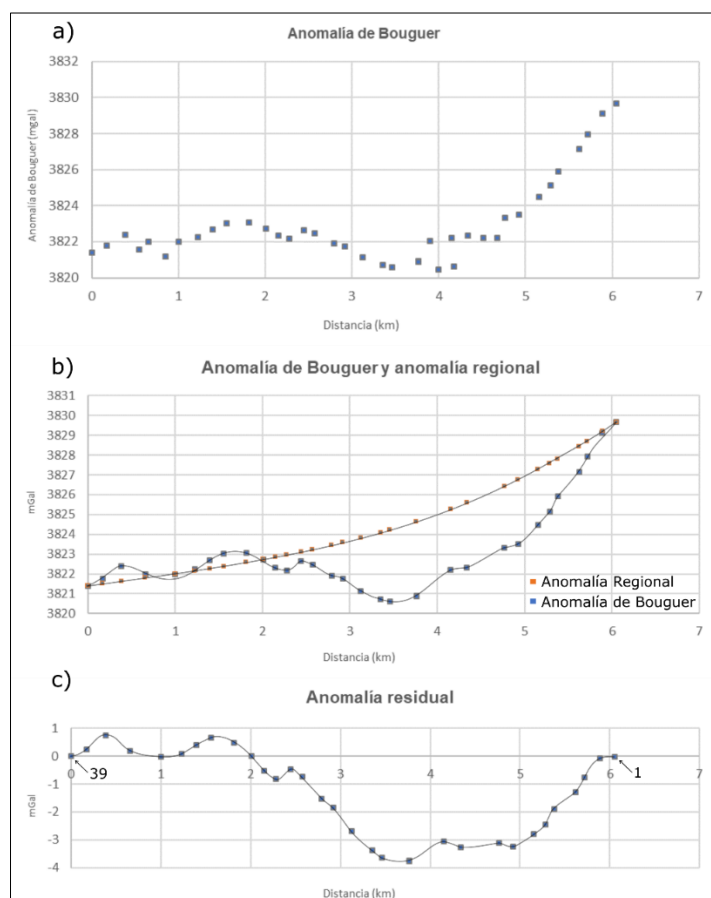 a)
Anomalía de Bouguer
3832
3830
3828
3826
3824
3822
3820
Anomalía de Bouguer (mgal)
0 1 2 3 4 5 6 7
Distancia (km)
b)
Anomalía de Bouguer y anomalía regional
3831
3830
3829
3828
3827
3826
3825
3824
3823
3822
3821
3820
mGal
Anomalía Regional
Anomalía de Bouguer
0 1 2 3 4 5 6 7
Distancia (km)
c)
Anomalía residual
1
0
-1
-2
-3
-4
mGal
0 1 2 3 4 5 6 7
39
1
Distancia (km)